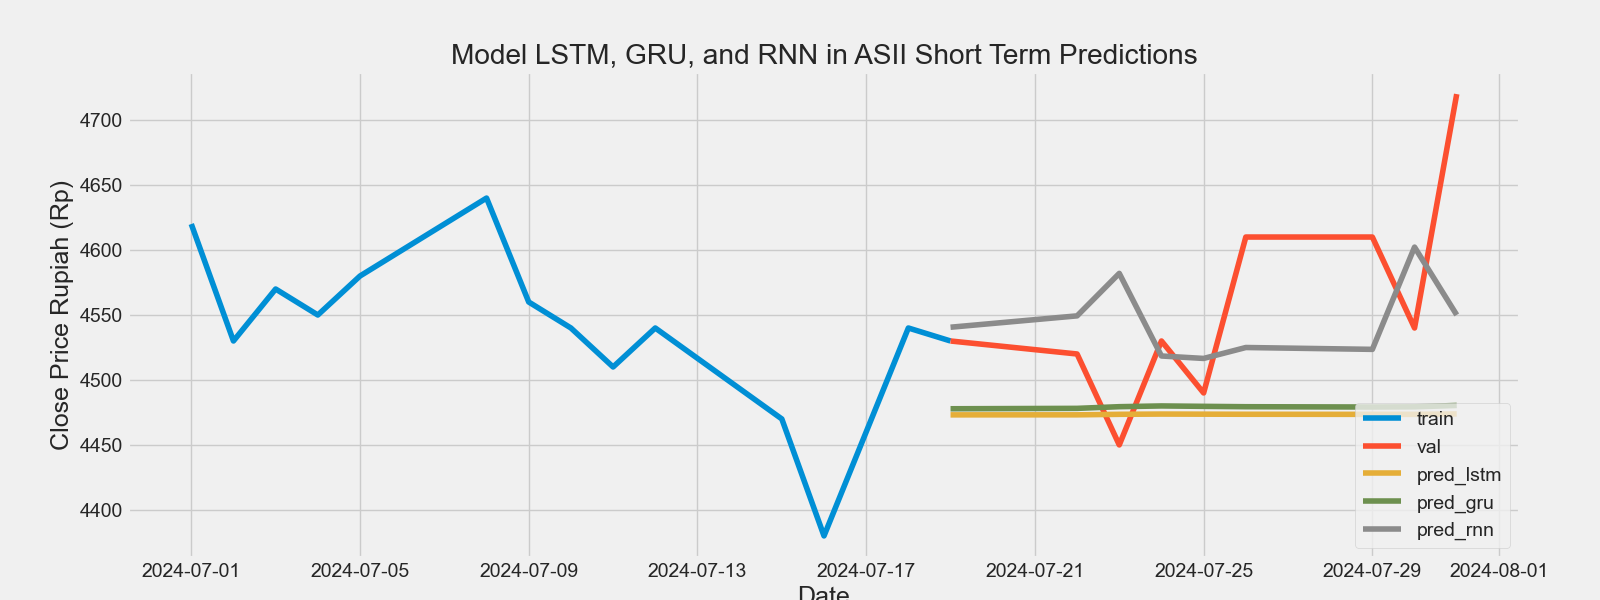 Model LSTM, GRU, and RNN in ASII Short Term Predictions
Close Price Rupiah (Rp)
4700
4650
4600
4550
4500
4450
4400
train
val
pred_lstm
pred_gru
pred_rnn
2024-07-01 2024-07-05 2024-07-09 2024-07-13 2024-07-17 2024-07-21 2024-07-25 2024-07-29 2024-08-01
Date